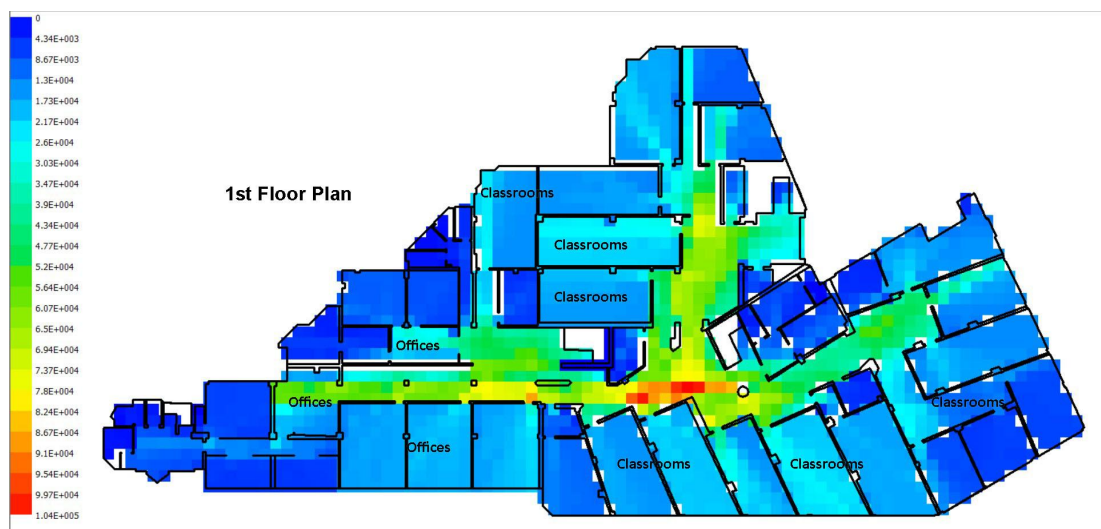 0
4.34E+003
8.67E+003
1.3E+004
1.73E+004
2.17E+004
2.6E+004
3.03E+004
3.47E+004
3.9E+004
4.34E+004
4.77E+004
5.2E+004
5.64E+004
6.07E+004
6.5E+004
6.94E+004
7.37E+004
7.8E+004
8.24E+004
8.67E+004
9.1E+004
9.54E+004
9.97E+004
1.04E+005
1st Floor Plan
Classrooms
Classrooms
Classrooms
Offices
Offices
Classrooms
Offices
Classrooms
Classrooms